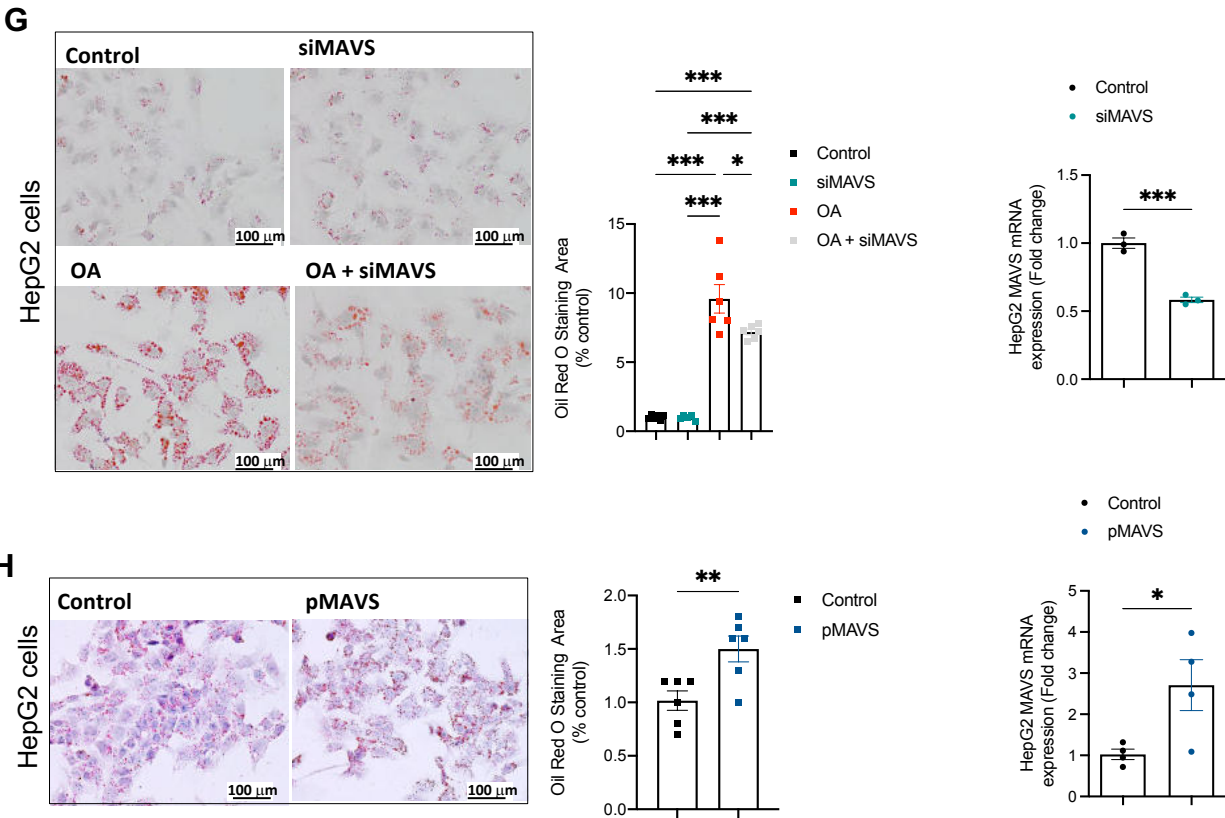 G
Control
siMAVS
100 μm
100 μm
OA
OA + siMAVS
100 μm
100 μm
HepG2 cells
***
***
***
*
***
15
10
5
0
Oil Red O Staining Area
(% control)
Control
siMAVS
OA
OA + siMAVS
Control
siMAVS
***
1.5
1.0
0.5
0.0
HepG2 MAVS mRNA
expression (Fold change)
H
Control
pMAVS
100 μm
100 μm
HepG2 cells
**
2.0
1.5
1.0
0.5
0.0
Oil Red O Staining Area
(% control)
Control
pMAVS
Control
pMAVS
*
5
4
3
2
1
0
HepG2 MAVS mRNA
expression (Fold change)